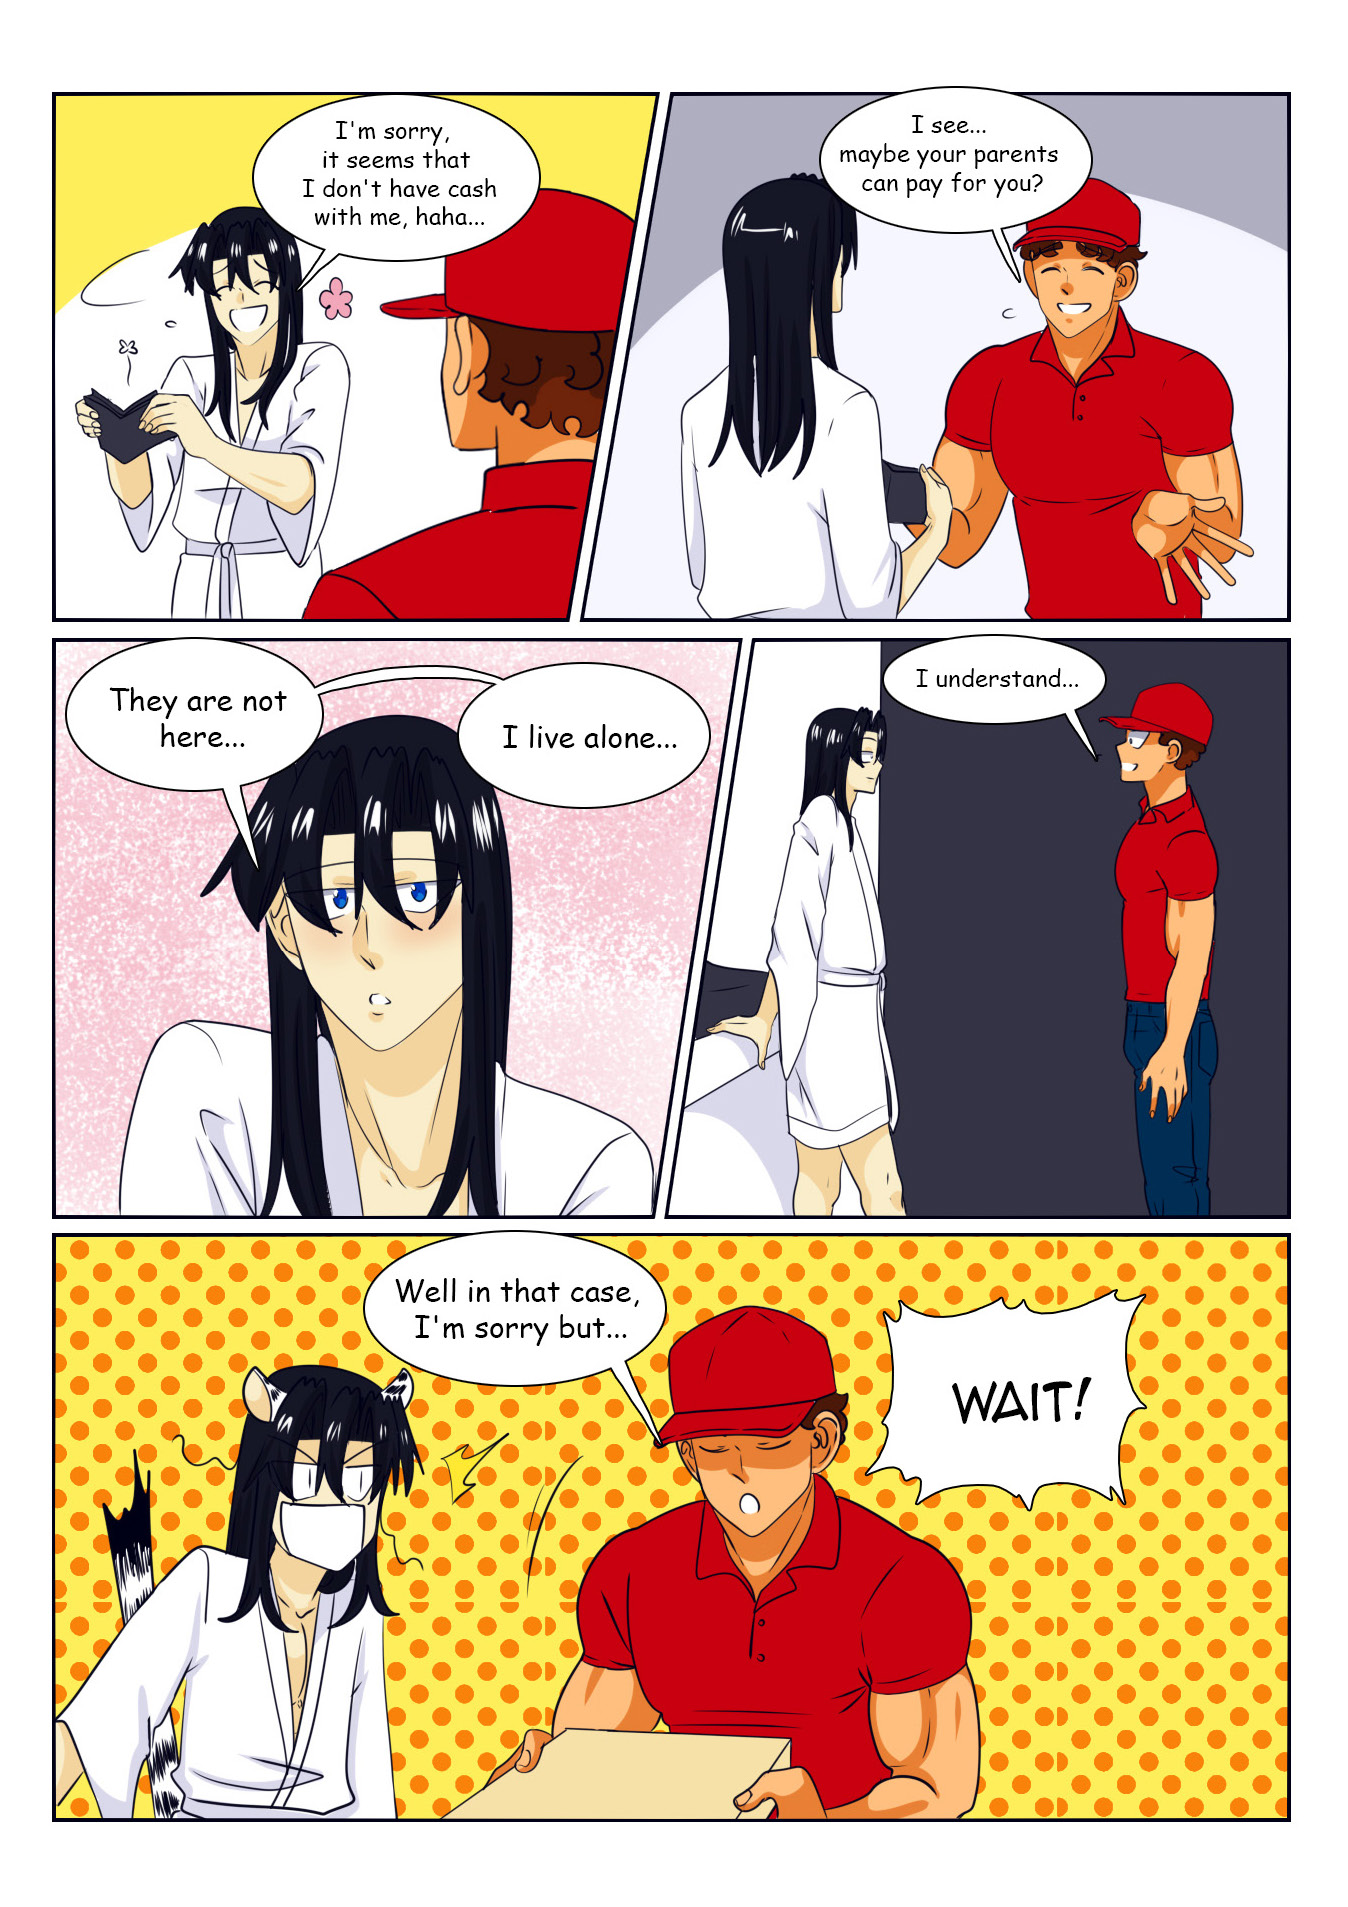 I'm sorry,
it seems that
I don't have cash
with me, haha...
I see...
maybe your parents
can pay for you?
They are not
here...
I live alone...
I understand...
Well in that case,
I'm sorry but...
WAIT!